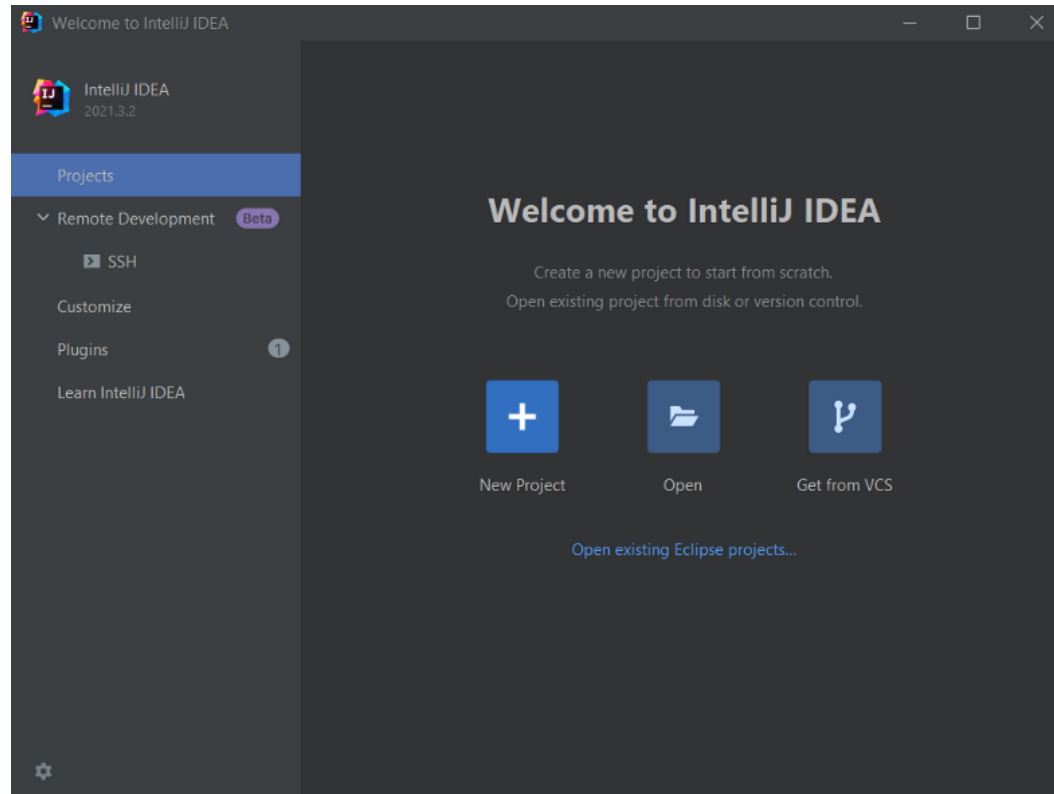 Welcome to IntelliJ IDEA
IJ
IntelliJ IDEA
2021.3.2
Projects
Remote Development Beta
SSH
Customize
Plugins 1
Learn IntelliJ IDEA
Welcome to IntelliJ IDEA
Create a new project to start from scratch.
Open existing project from disk or version control.
New Project Open Get from VCS
Open existing Eclipse projects...